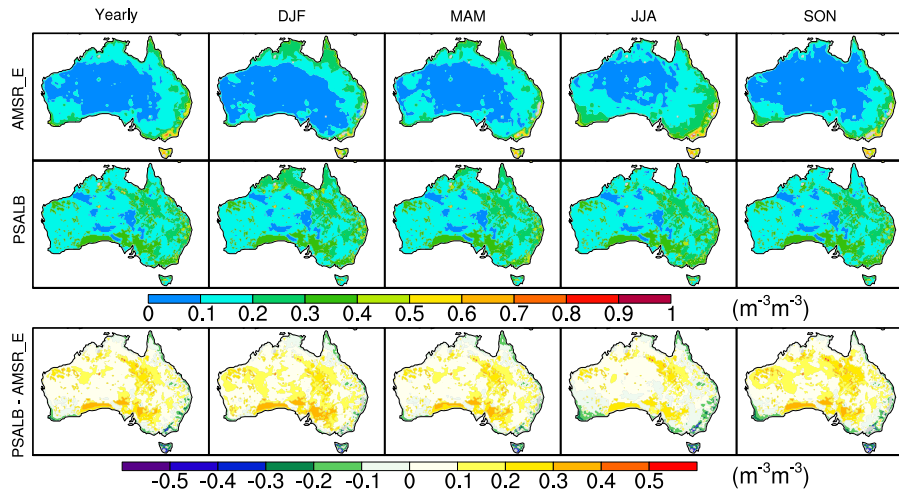 Yearly DJF MAM JJA SON
AMSR_E
PSALB
0 0.1 0.2 0.3 0.4 0.5 0.6 0.7 0.8 0.9 1 (m⁻³m⁻³)
PSALB - AMSR_E
-0.5 -0.4 -0.3 -0.2 -0.1 0 0.1 0.2 0.3 0.4 0.5 (m⁻³m⁻³)